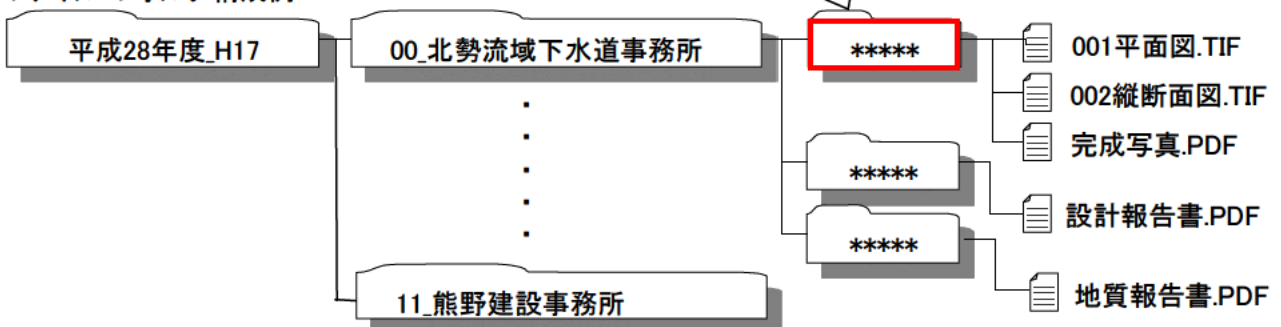 平成28年度_H17
00_北勢流域下水道事務所
*****
001平面図.TIF
002縦断面図.TIF
完成写真.PDF
*****
設計報告書.PDF
*****
地質報告書.PDF
11_熊野建設事務所